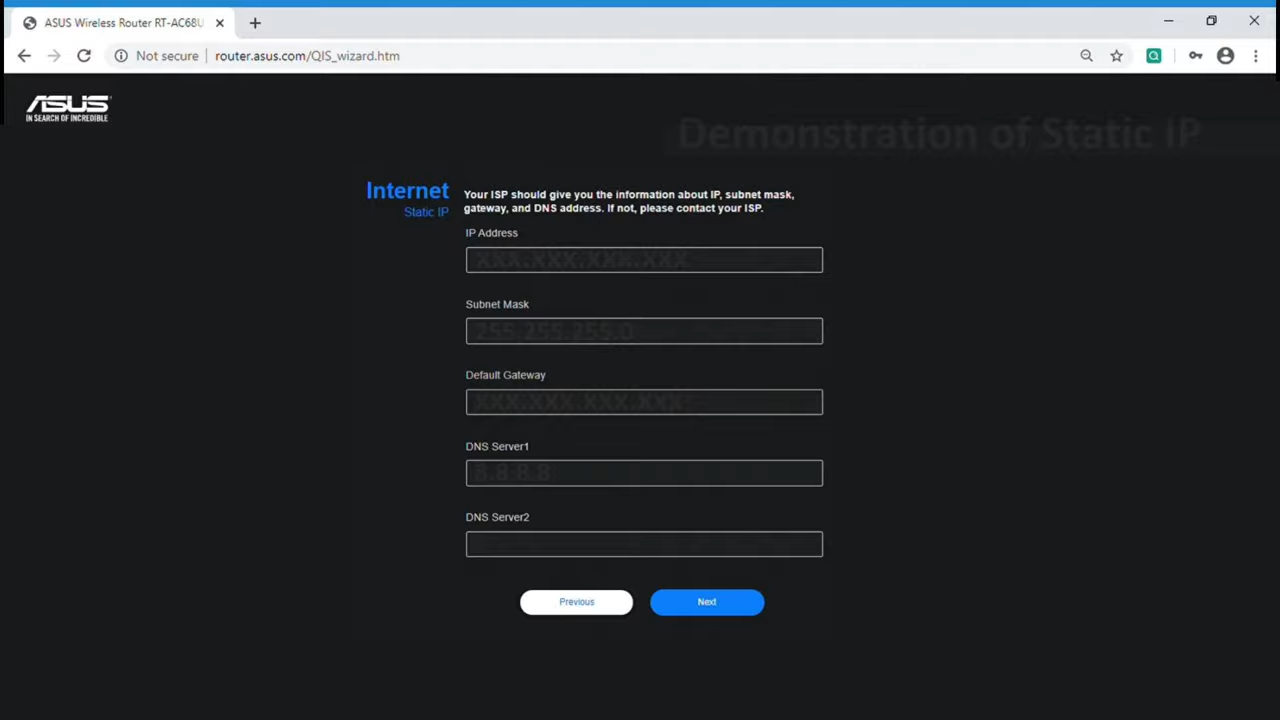 ASUS Wireless Router RT-AC68U
Not secure
router.asus.com/QIS_wizard.htm
ASUS
IN SEARCH OF INCREDIBLE
Demonstration of Static IP
Internet
Static IP
Your ISP should give you the information about IP, subnet mask,
gateway, and DNS address. If not, please contact your ISP.
IP Address
XXX.XXX.XXX.XXX
Subnet Mask
255.255.255.0
Default Gateway
XXX.XXX.XXX.XXX
DNS Server1
8.8.8.8
DNS Server2
Previous
Next